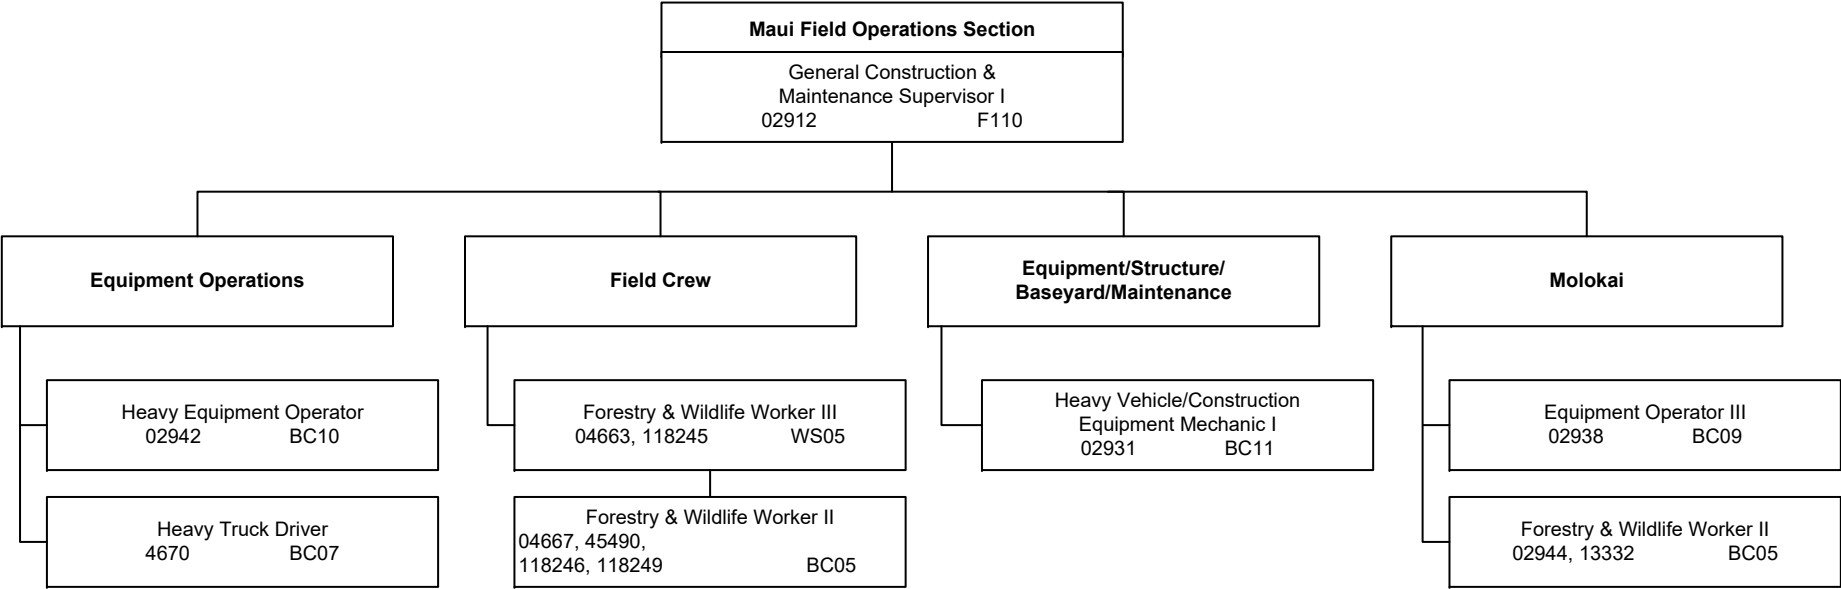 Maui Field Operations Section
General Construction &
Maintenance Supervisor I
02912 F110
Equipment Operations
Heavy Equipment Operator
02942 BC10
Heavy Truck Driver
4670 BC07
Field Crew
Forestry & Wildlife Worker III
04663, 118245 WS05
Forestry & Wildlife Worker II
04667, 45490,
118246, 118249 BC05
Equipment/Structure/
Baseyard/Maintenance
Heavy Vehicle/Construction
Equipment Mechanic I
02931 BC11
Molokai
Equipment Operator III
02938 BC09
Forestry & Wildlife Worker II
02944, 13332 BC05